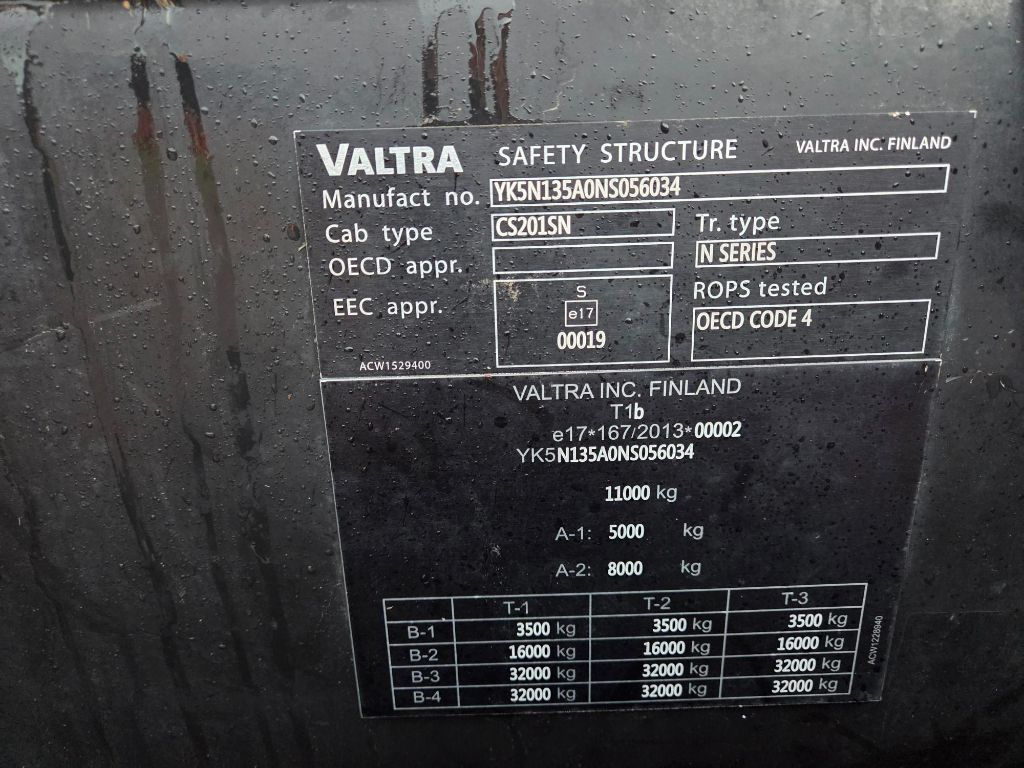 VALTRA SAFETY STRUCTURE VALTRA INC. FINLAND
Manufact no. YK5N135A0NS056034
Cab type CS201SN Tr. type
OECD appr. N SERIES
EEC appr. S ROPS tested
e17 OECD CODE 4
00019
ACW1529400
VALTRA INC. FINLAND
T1b
e17*167/2013*00002
YK5N135A0NS056034
11000 kg
A-1: 5000 kg
A-2: 8000 kg
T-1 T-2 T-3
B-1 3500 kg 3500 kg 3500 kg
B-2 16000 kg 16000 kg 16000 kg
B-3 32000 kg 32000 kg 32000 kg
B-4 32000 kg 32000 kg 32000 kg
ACW1228940